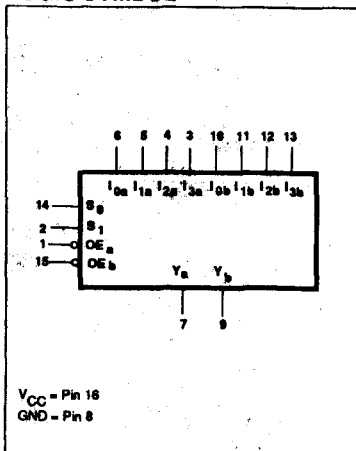 6 5 4 3 10 11 12 13
I0a I1a I2a I3a I0b I1b I2b I3b
14 S0
2 S1
1 OEa
15 OEb
Ya Yb
7 9
VCC = Pin 16
GND = Pin 8